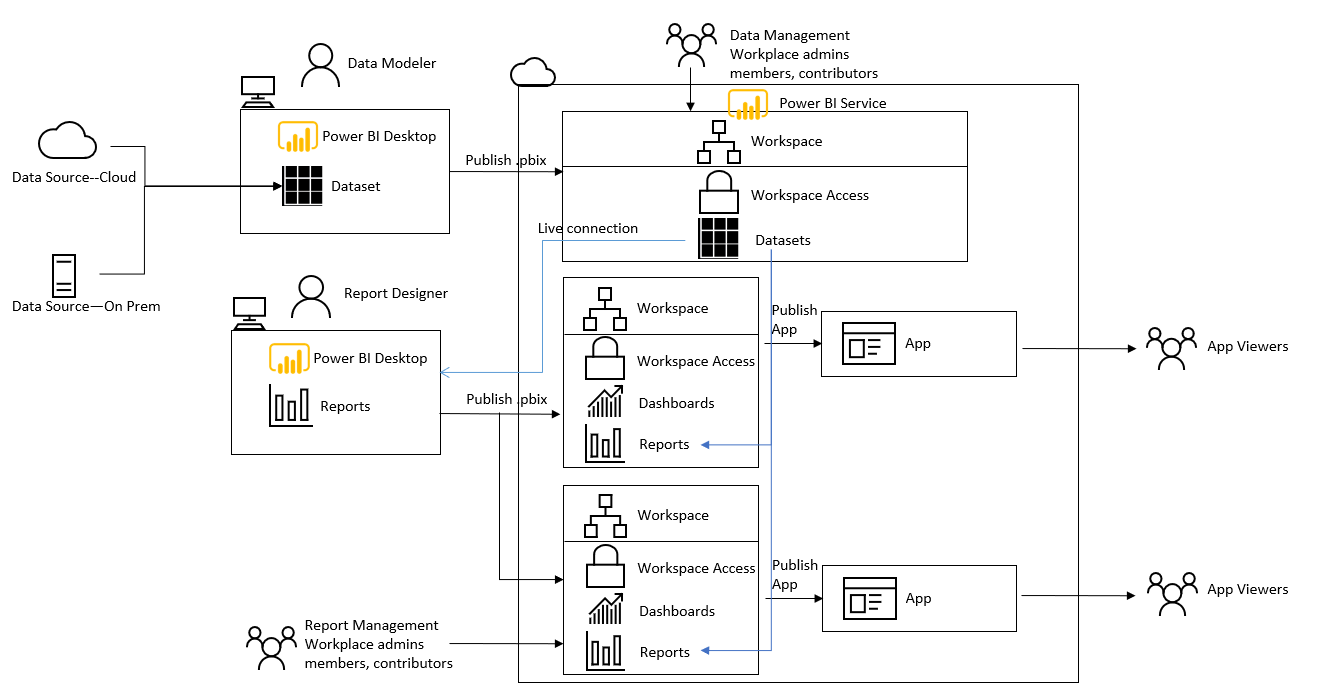 Data Management
Workplace admins
members, contributors
Data Modeler
Power BI Service
Power BI Desktop
Workspace
Publish .pbix
Data Source--Cloud
Dataset
Workspace Access
Live connection
Datasets
Data Source—On Prem
Report Designer
Workspace
Publish
App
App
App Viewers
Power BI Desktop
Workspace Access
Reports
Publish .pbix
Dashboards
Reports
Workspace
Workspace Access
Publish
App
App
App Viewers
Dashboards
Report Management
Workplace admins
members, contributors
Reports